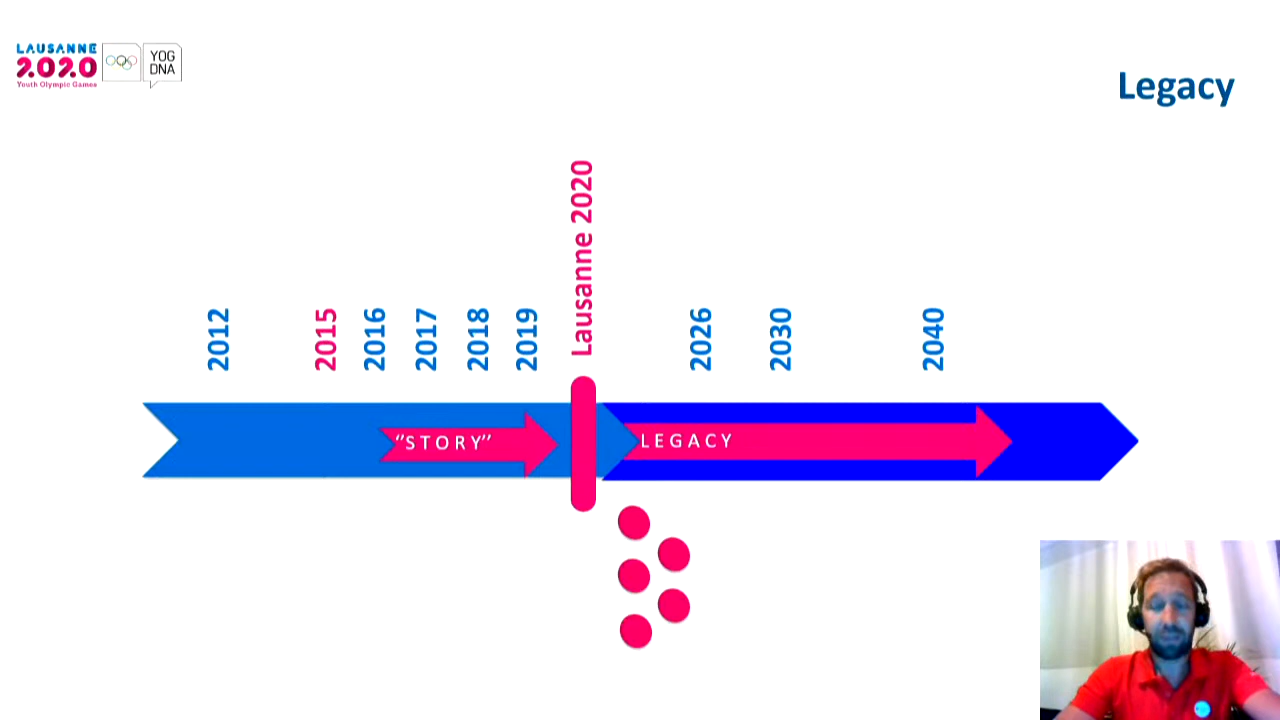 LAUSANNE
2020
Youth Olympic Games
YOG
DNA
Legacy
Lausanne 2020
2012
2015
2016
2017
2018
2019
2026
2030
2040
"STORY"
LEGACY